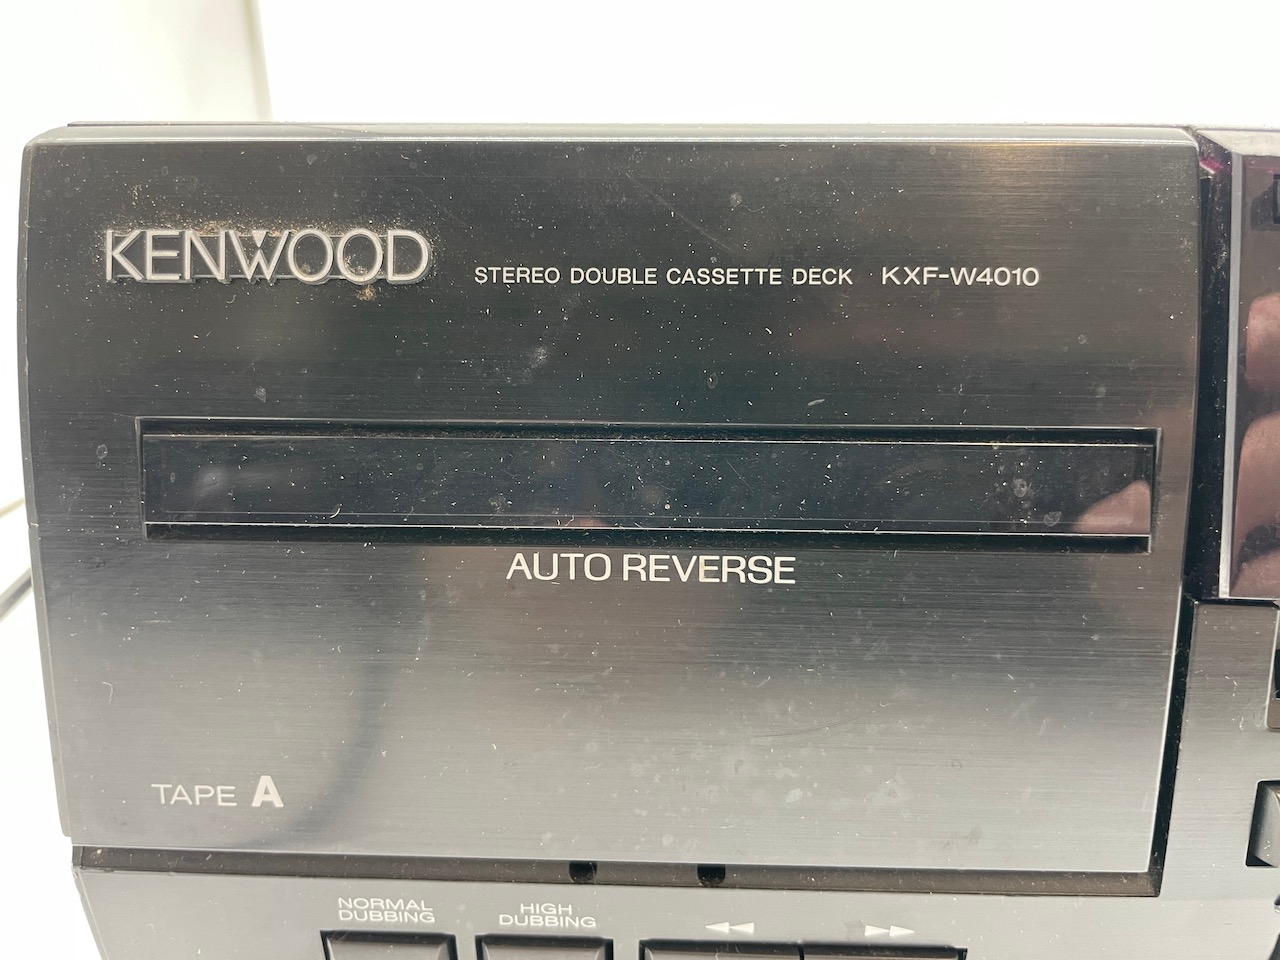 KENWOOD
STEREO DOUBLE CASSETTE DECK KXF-W4010
AUTO REVERSE
TAPE A
NORMAL
DUBBING
HIGH
DUBBING